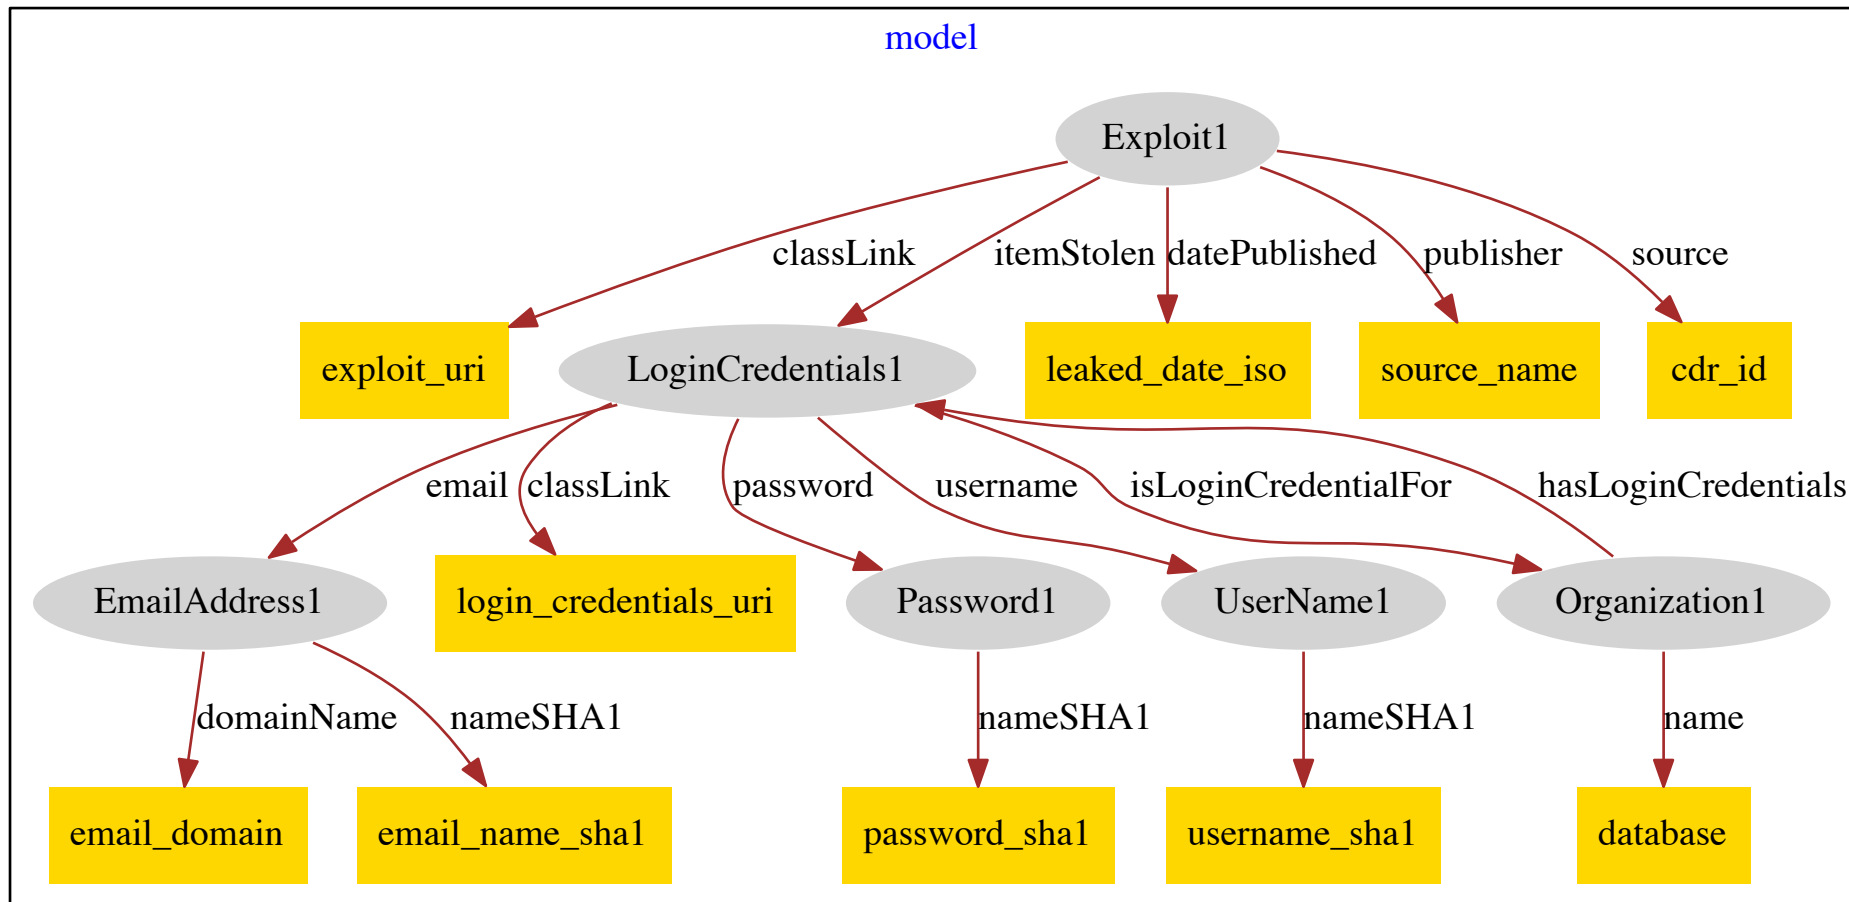 model
Exploit1
classLink
itemStolen
datePublished
publisher
source
exploit_uri
LoginCredentials1
leaked_date_iso
source_name
cdr_id
email
classLink
password
username
isLoginCredentialFor
hasLoginCredentials
EmailAddress1
login_credentials_uri
Password1
UserName1
Organization1
domainName
nameSHA1
nameSHA1
nameSHA1
name
email_domain
email_name_sha1
password_sha1
username_sha1
database